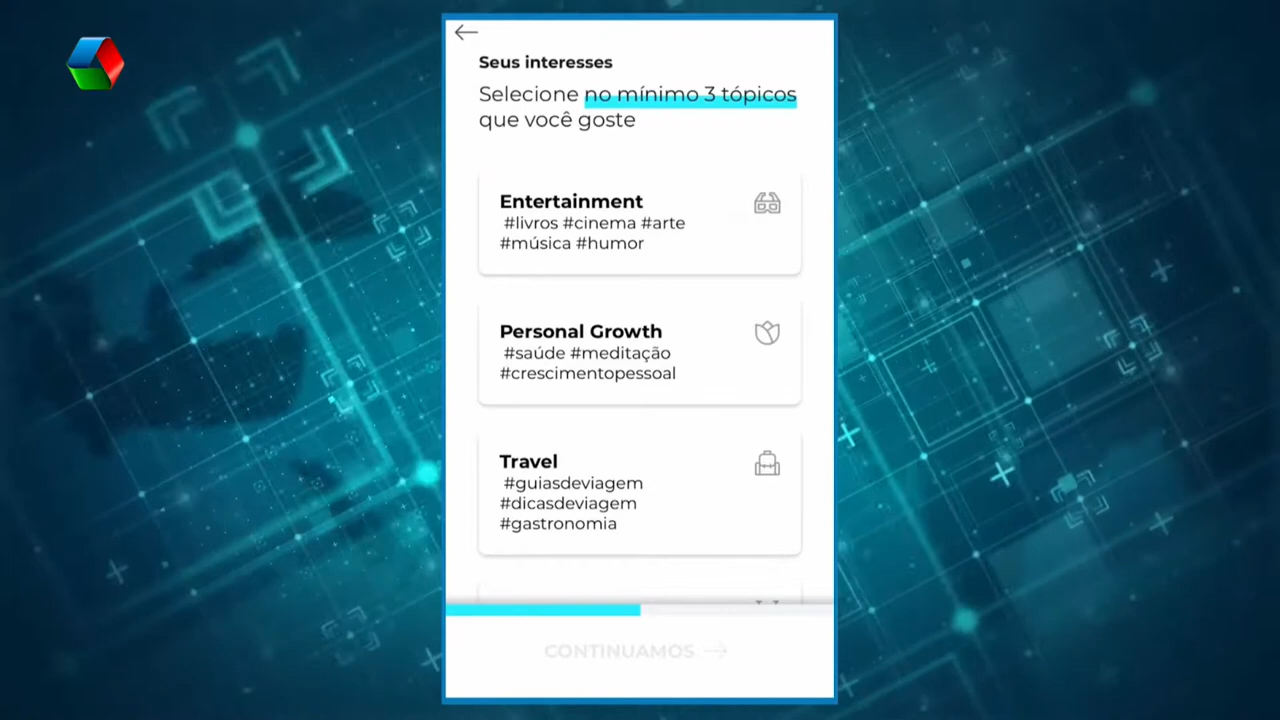 Seus interesses
Selecione no mínimo 3 tópicos
que você goste
Entertainment
#livros #cinema #arte
#música #humor
Personal Growth
#saúde #meditação
#crescimentopessoal
Travel
#guiasdeviagem
#dicasdeviagem
#gastronomia
CONTINUAMOS